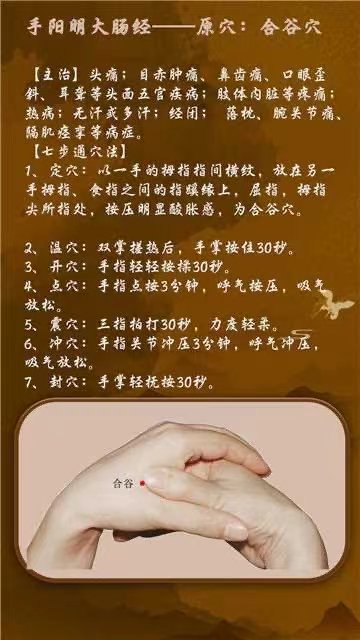 手阳明大肠经——原穴：合谷穴
【主治】头痛；目赤肿痛、鼻齿痛、口眼歪
斜、耳聋等头面五官疾病；肢体内脏等疼痛；
热病；无汗或多汗；经闭；落枕、腕关节痛、
膈肌痉挛等病症。
【七步通穴法】
1、定穴：以一手的拇指指间横纹，放在另一
手拇指、食指之间的指蹼缘上，屈指，拇指
尖所指处，按压明显酸胀感，为合谷穴。
2、温穴：双掌搓热后，手掌按住30秒。
3、开穴：手指轻轻按揉30秒。
4、点穴：手指点按3分钟，呼气按压，吸气
放松。
5、震穴：三指拍打30秒，力度轻柔。
6、冲穴：手指关节冲压3分钟，呼气冲压，
吸气放松。
7、封穴：手掌轻抚按30秒。
合谷